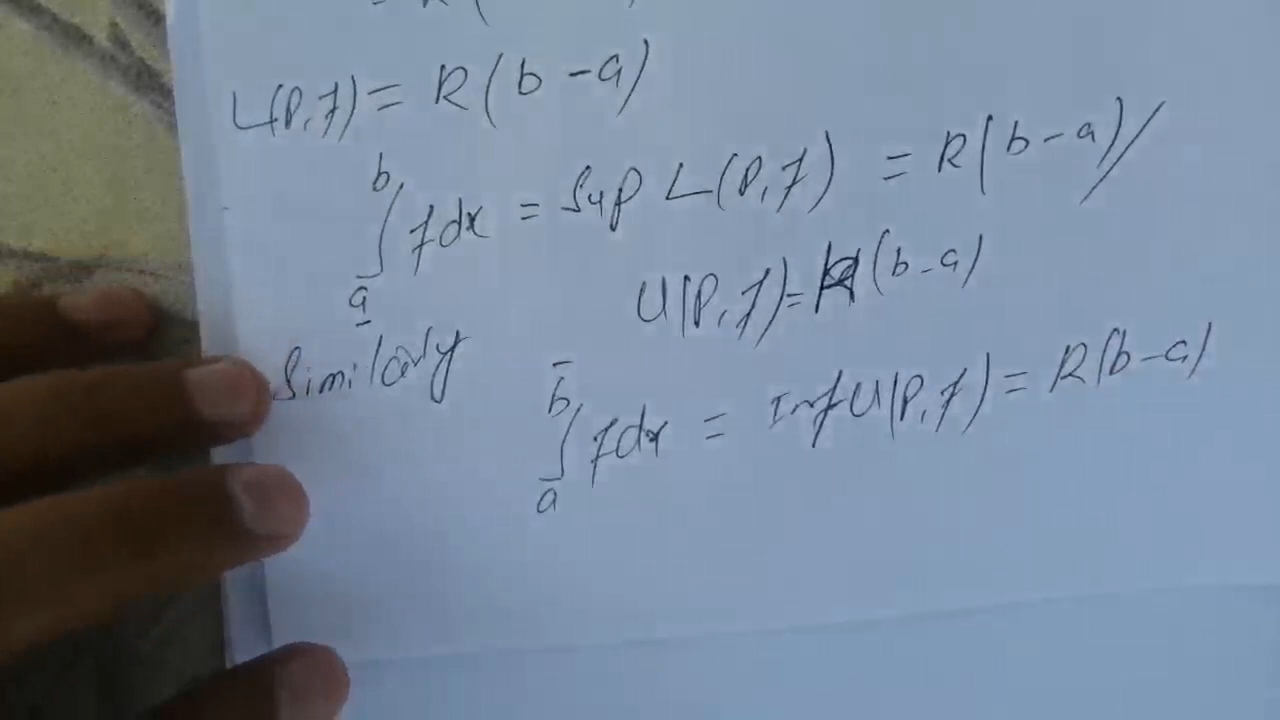 = R(
L(P,f) = R(b-a)
∫_a^b f dx = Sup L(P,f) = R(b-a)/
U(P,f) = (b-a)
Similarly
∫_a^b̄ f dx = Inf U(P,f) = R(b-a)